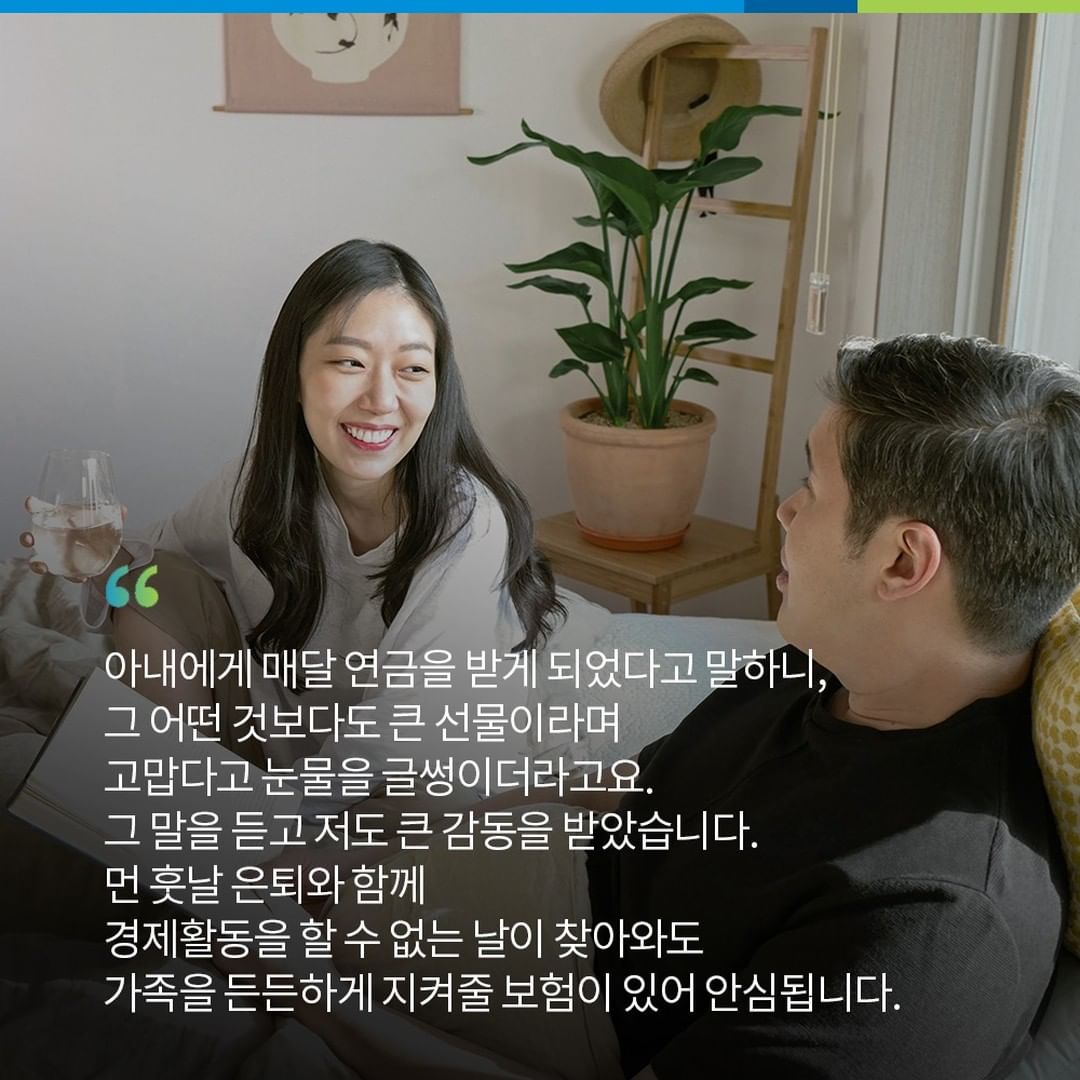 아내에게 매달 연금을 받게 되었다고 말하니,
그 어떤 것보다도 큰 선물이라며
고맙다고 눈물을 글썽이더라고요.
그 말을 듣고 저도 큰 감동을 받았습니다.
먼 훗날 은퇴와 함께
경제활동을 할 수 없는 날이 찾아와도
가족을 든든하게 지켜줄 보험이 있어 안심됩니다.